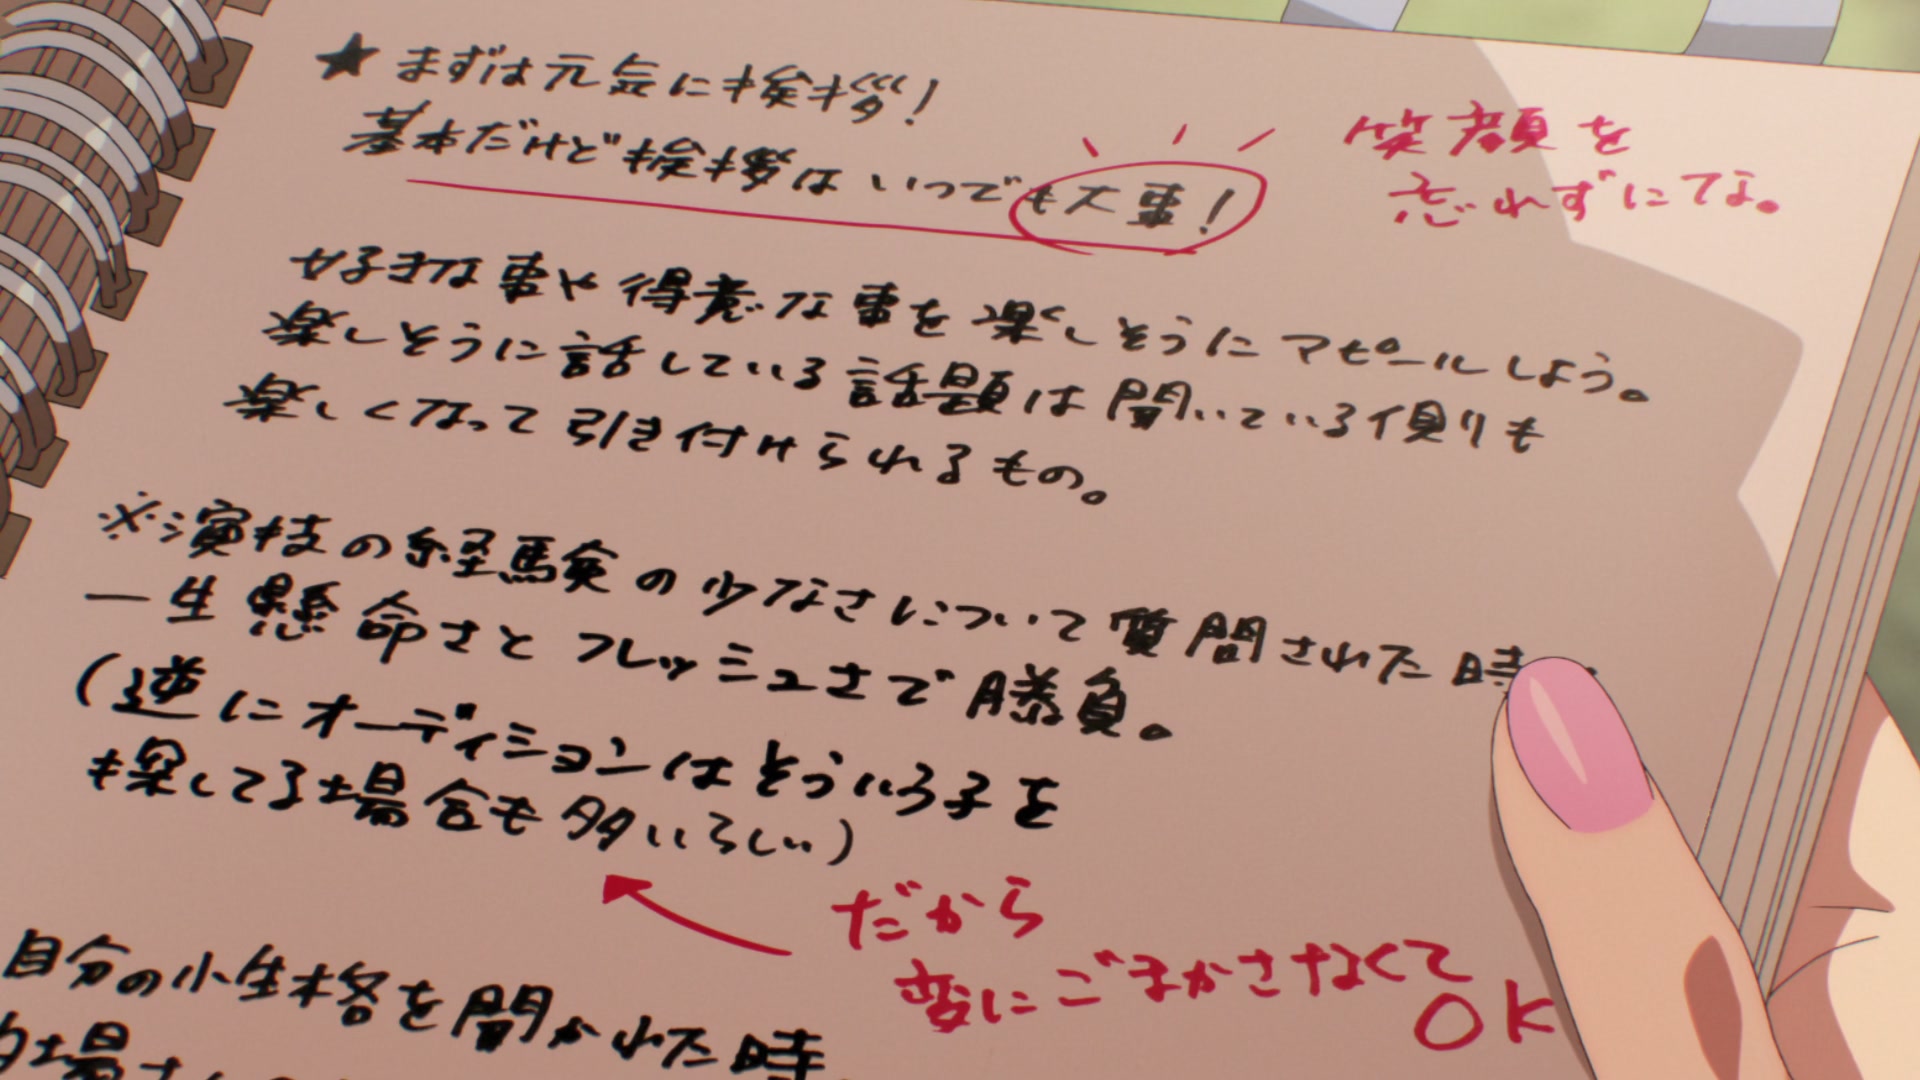 ★まずは元気に挨拶!
基本だけど挨拶はいつでも大事!
笑顔を
忘れずにてな。
好きな事や得意な事を楽しそうにアピールしよう。
楽しそうに話している話題は聞いている側りも
楽しくなって引き付けられるもの。
※演技の経験の少なさについて質問された時
一生懸命さとフレッシュさで勝負。
(逆にオーディションはそういう子を
探してる場合も多いらしい)
だから
変にごまかさなくて
OK
自分の性格を聞かれた時